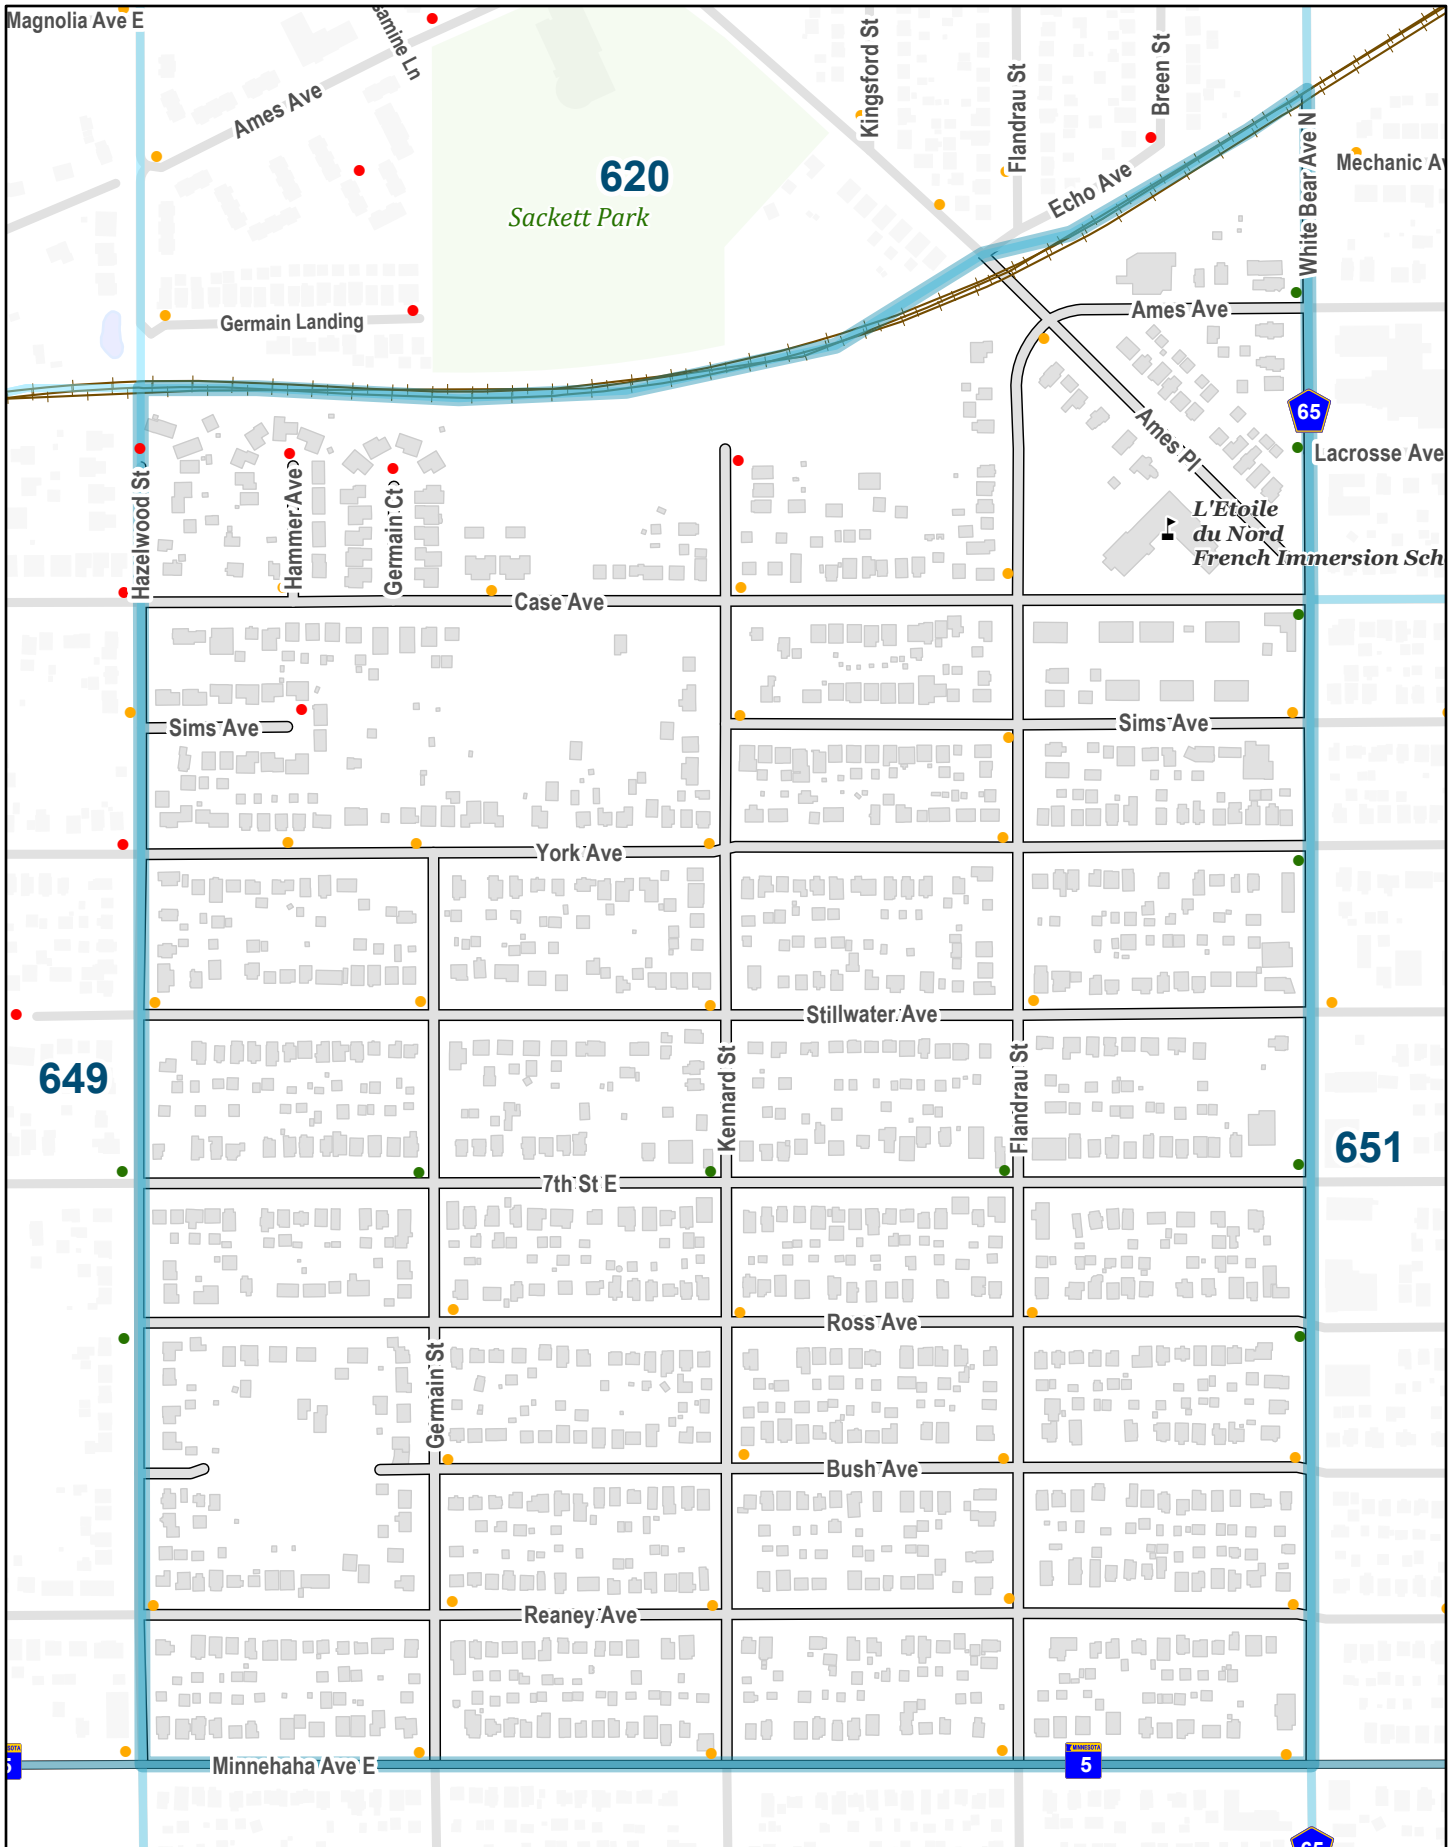 Magnolia Ave E
Ames Ave
Kingsford St
Flandrau St
Breen St
Echo Ave
White Bear Ave N
Mechanic Av
620
Sackett Park
Germain Landing
Ames Ave
65
Ames Pl
Lacrosse Ave
Hazelwood St
Hammer Ave
Germain Ct
L'Etoile
du Nord
French Immersion Sch
Case Ave
Sims Ave
Sims Ave
York Ave
Stillwater Ave
649
Kennard St
Flandrau St
651
7th St E
Ross Ave
Germain St
Bush Ave
Reaney Ave
Minnehaha Ave E
MINNESOTA
5